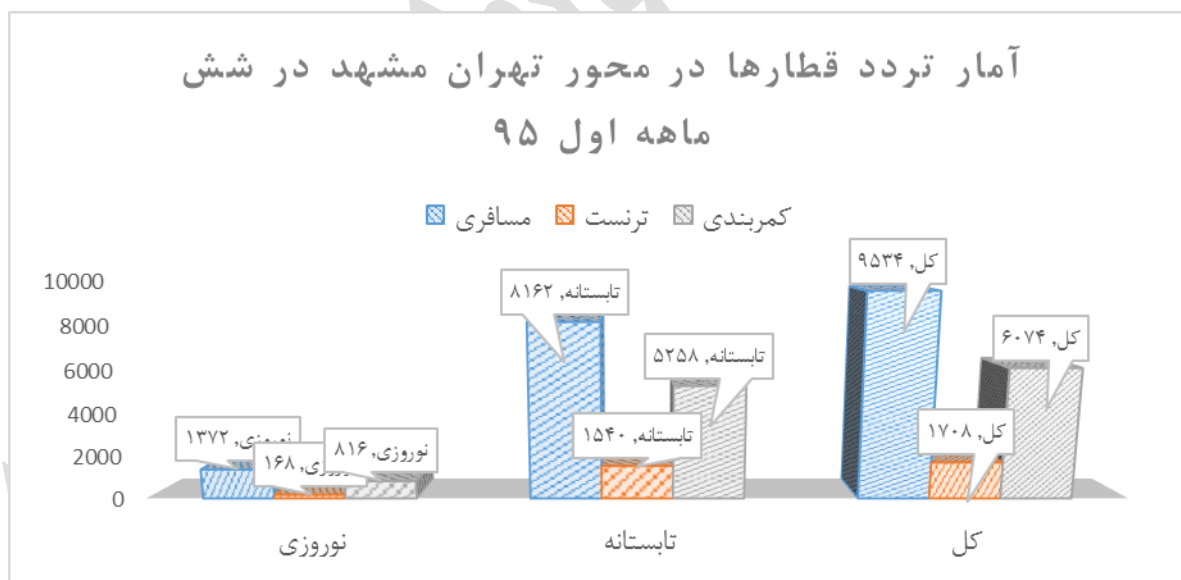 آمار تردد قطارها در محور تهران مشهد در شش
ماهه اول ۹۵
مسافری ترنست کمربندی
کل, ۹۵۳۴
تابستانه, ۸۱۶۲
کل, ۶۰۷۴
تابستانه, ۵۲۵۸
نوروزی, ۱۳۷۲
۱۶۸
نوروزی, ۸۱۶
تابستانه, ۱۵۴۰
کل, ۱۷۰۸
10000
8000
6000
4000
2000
0
نوروزی تابستانه کل